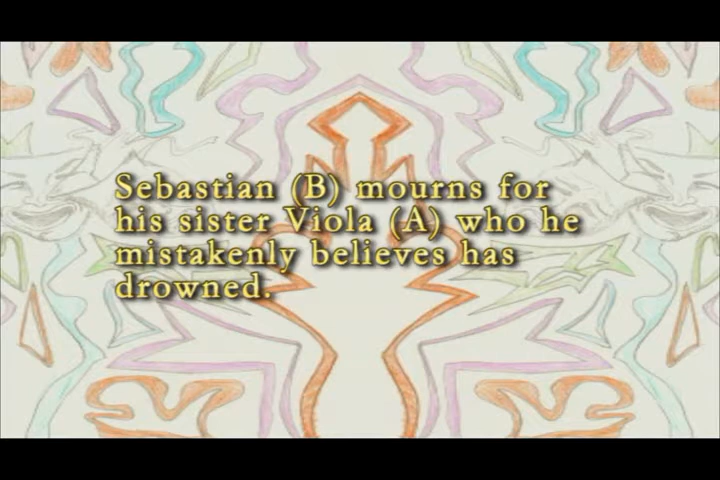 Sebastian (B) mourns for
his sister Viola (A) who he
mistakenly believes has
drowned.